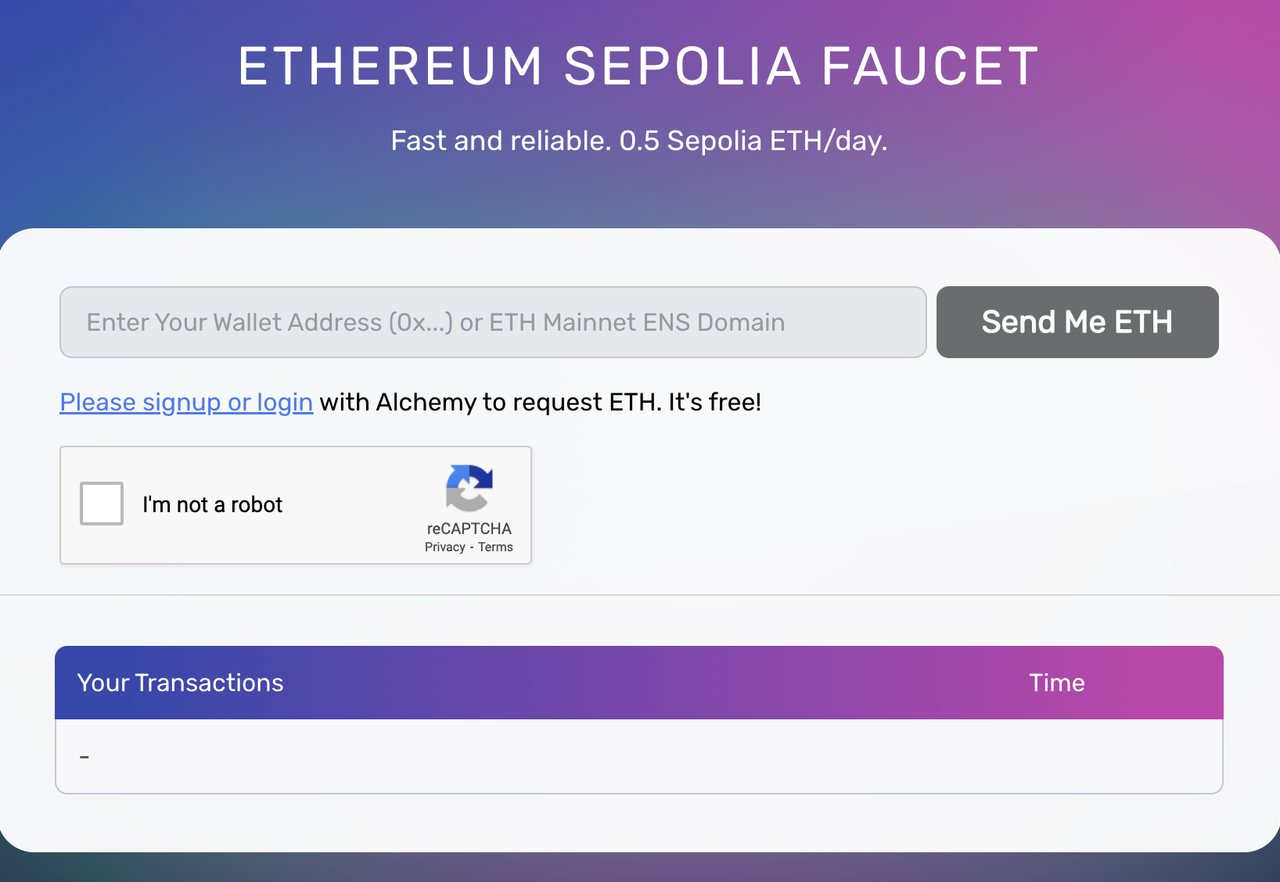 ETHEREUM SEPOLIA FAUCET
Fast and reliable. 0.5 Sepolia ETH/day.
Enter Your Wallet Address (0x...) or ETH Mainnet ENS Domain
Send Me ETH
Please signup or login with Alchemy to request ETH. It's free!
I'm not a robot
reCAPTCHA
Privacy - Terms
Your Transactions
Time
-